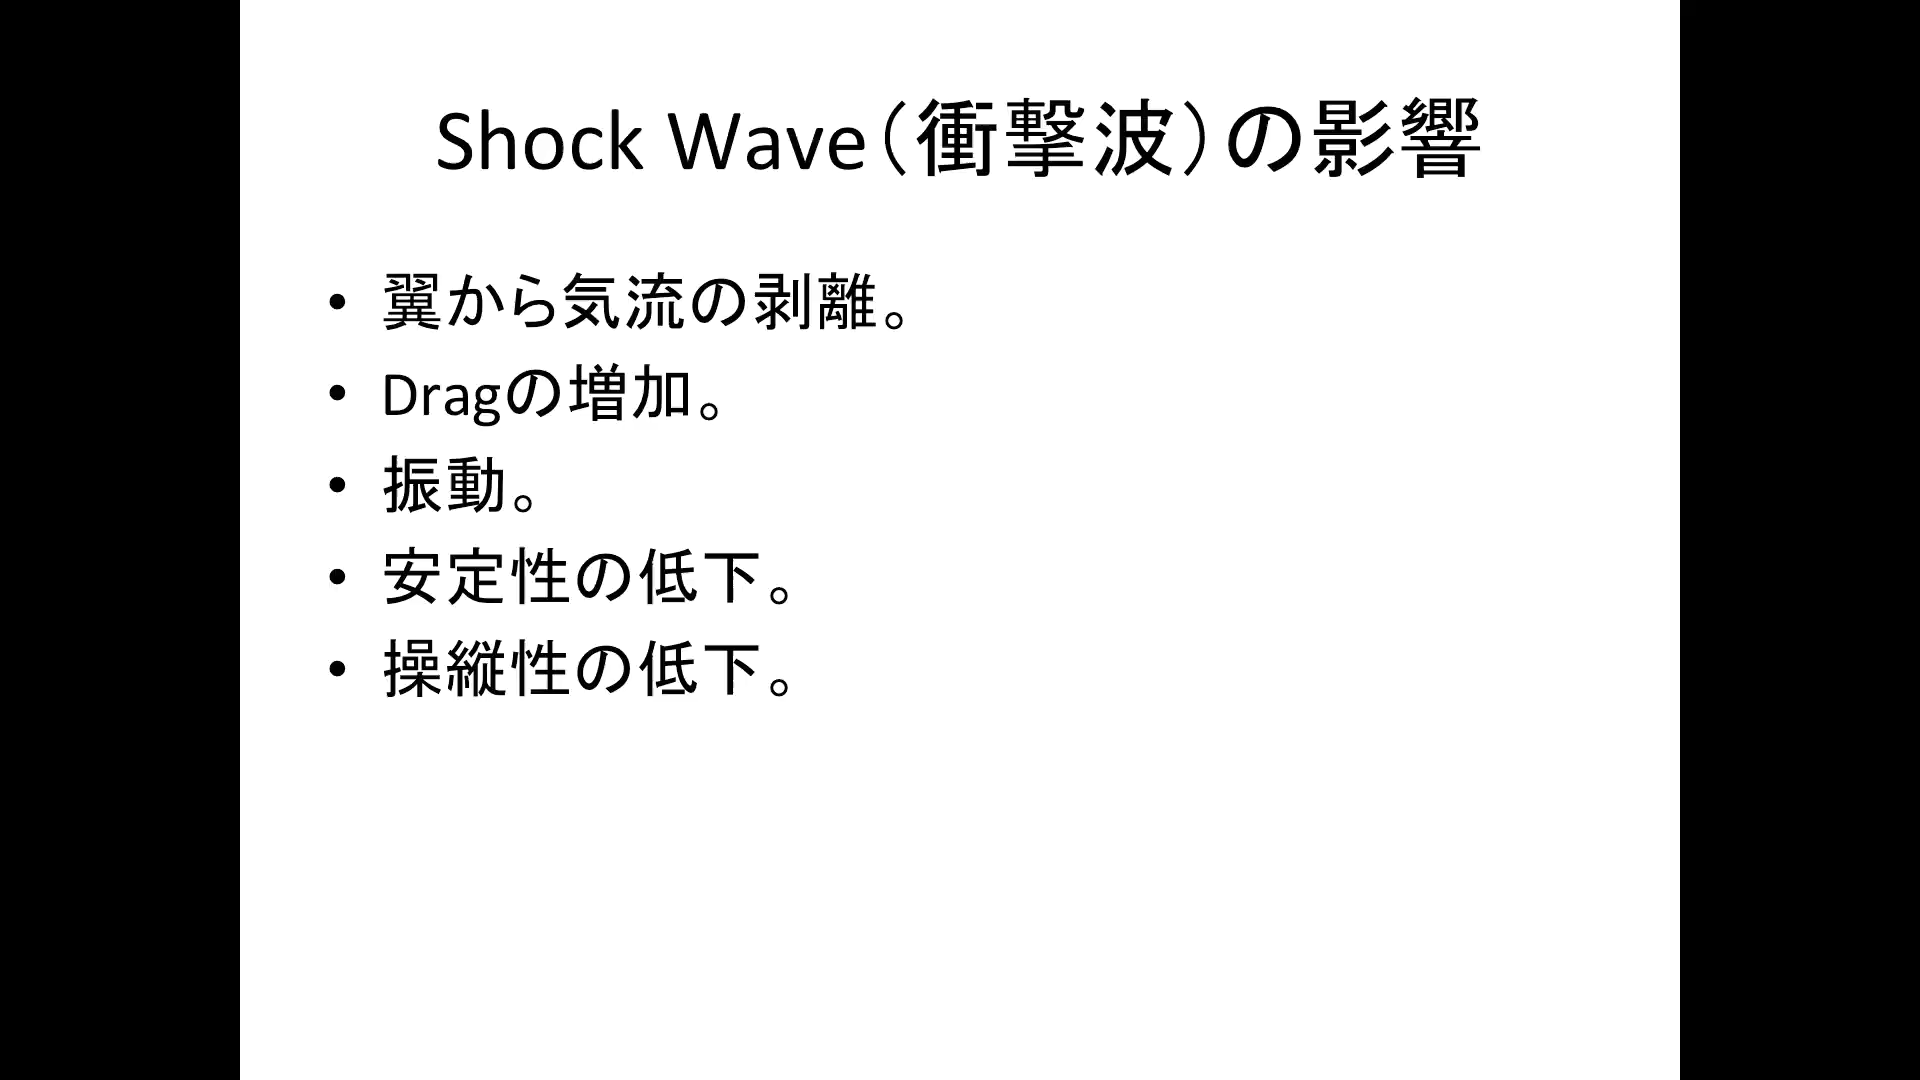 Shock Wave（衝撃波）の影響
• 翼から気流の剥離。
• Dragの増加。
• 振動。
• 安定性の低下。
• 操縦性の低下。